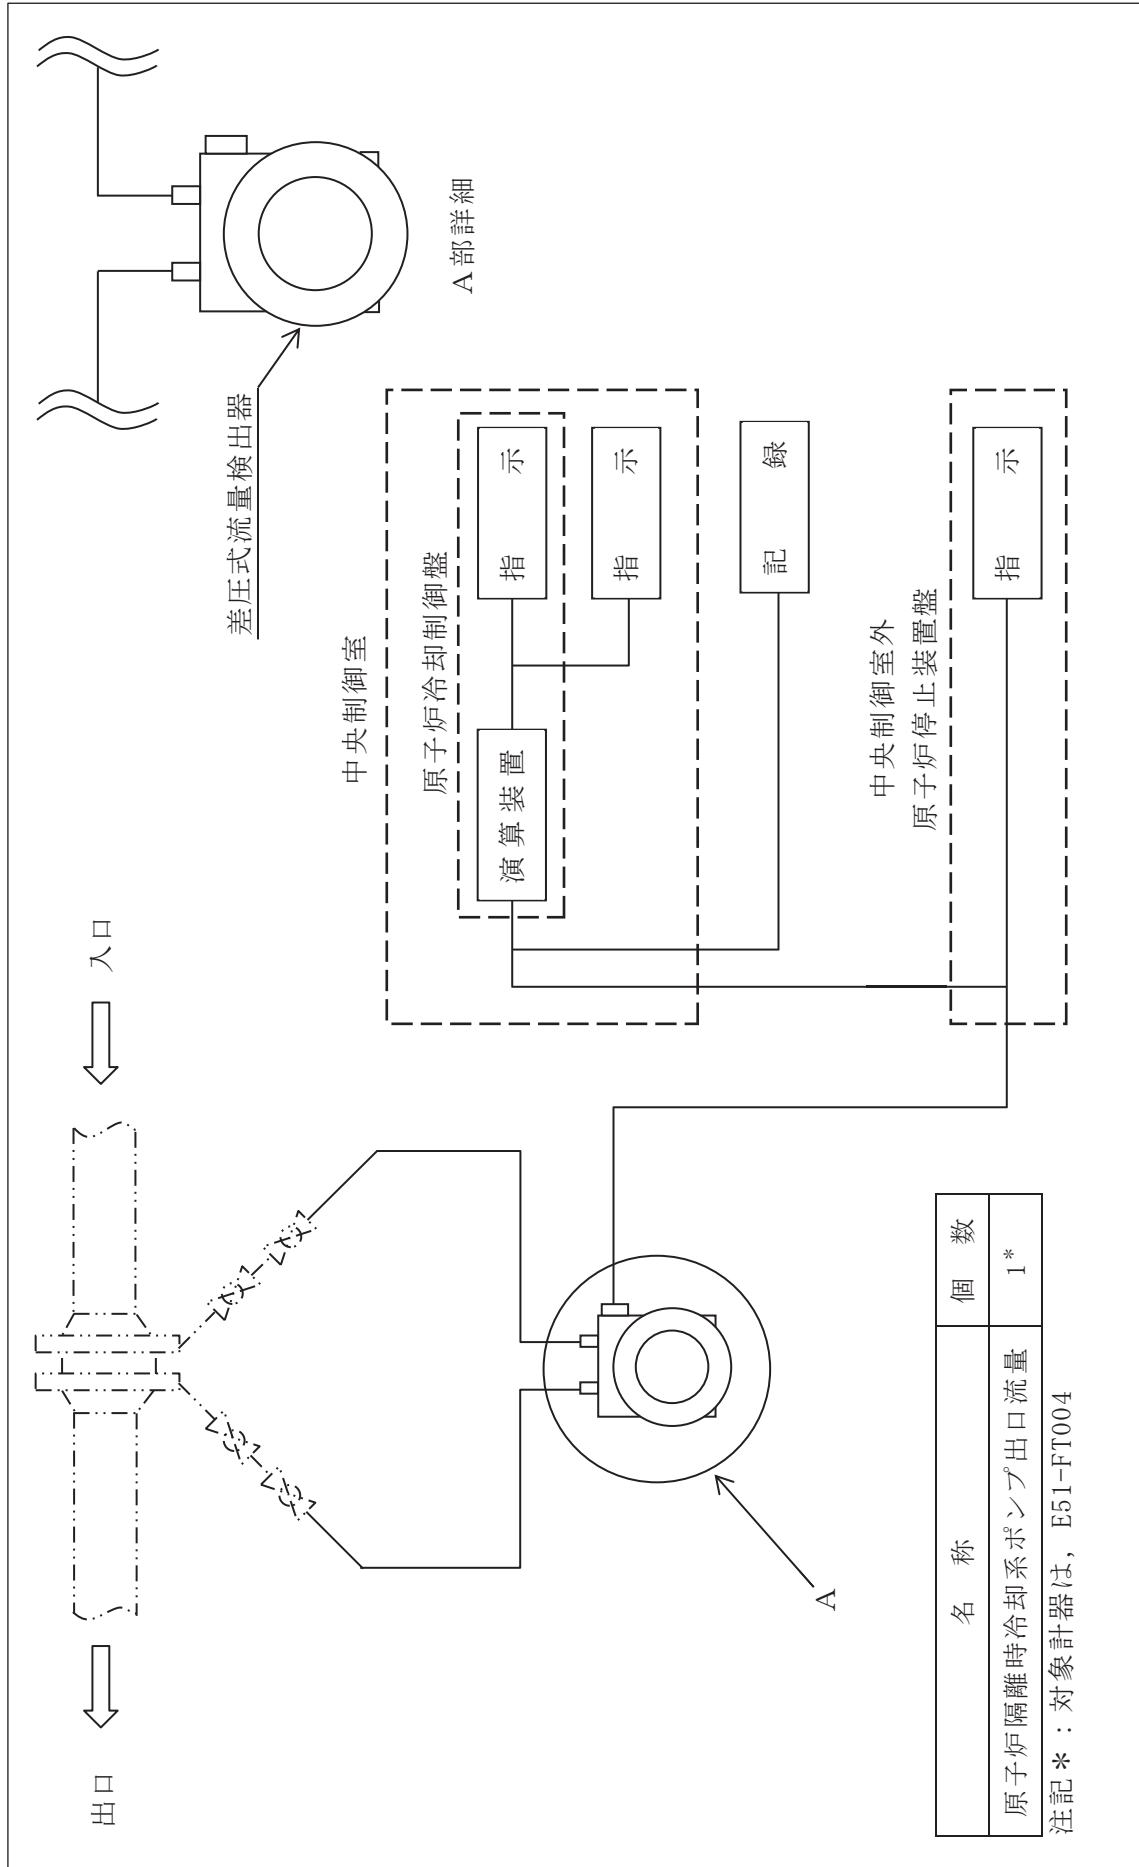 出口
入口
A
差圧式流量検出器
A部詳細
中央制御室
原子炉冷却制御盤
演算装置
指示
指示
記録
中央制御室外
原子炉停止装置盤
指示
名称 個数
原子炉隔離時冷却系ポンプ出口流量 1*
注記＊：対象計器は，E51-FT004